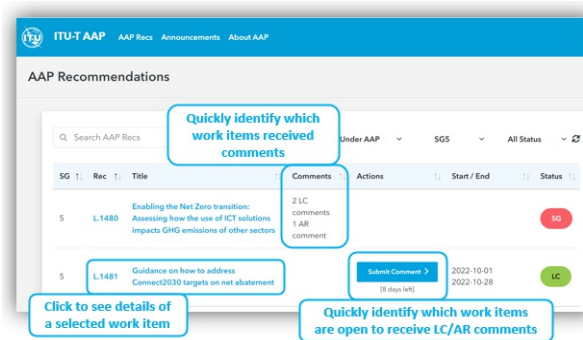 ITU
ITU-T AAP AAP Recs Announcements About AAP
AAP Recommendations
Quickly identify which
work items received
comments
Search AAP Recs
Under AAP SG5 All Status
SG Rec Title Comments Actions Start / End Status
5 L.1480
Enabling the Net Zero transition:
Assessing how the use of ICT solutions
impacts GHG emissions of other sectors
2 LC
comments
1 AR
comment
SG
5 L.1481
Guidance on how to address
Connect2030 targets on net abatement
Submit Comment >
[8 days left]
2022-10-01
2022-10-28
LC
Click to see details of
a selected work item
Quickly identify which work items
are open to receive LC/AR comments